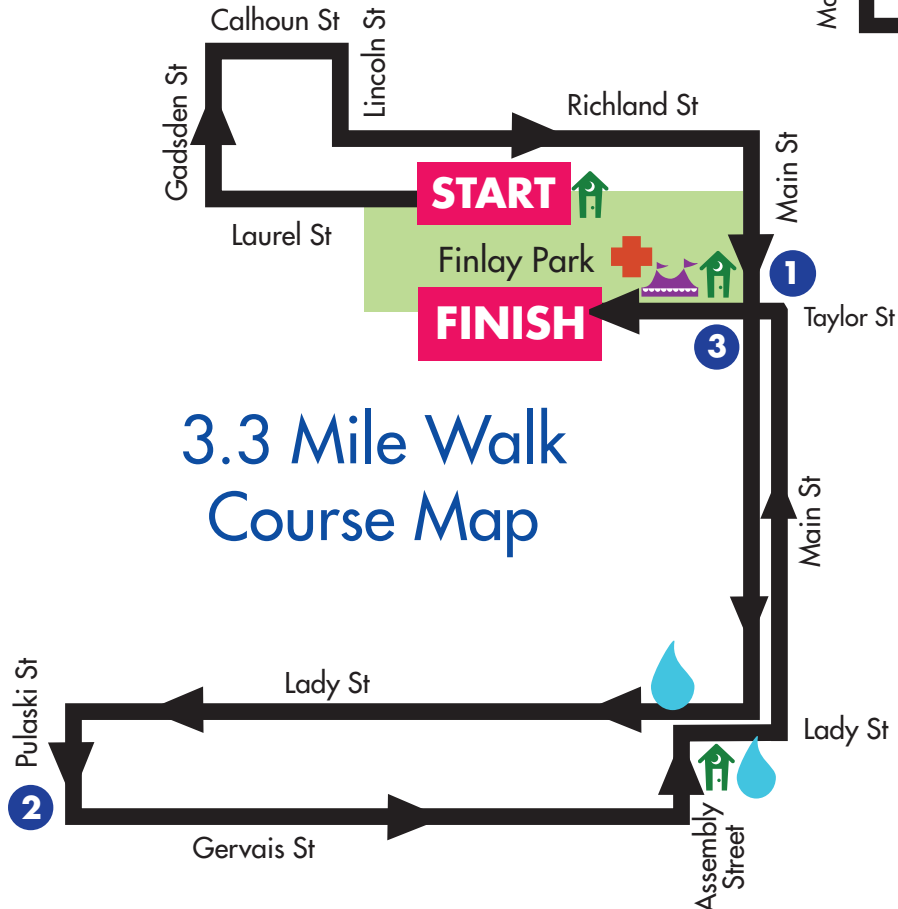 Calhoun St
Lincoln St
Gadsden St
Richland St
Main St
START
Laurel St
Finlay Park
1
FINISH
3
Taylor St
3.3 Mile Walk
Course Map
Main St
Pulaski St
Lady St
Lady St
2
Gervais St
Assembly
Street